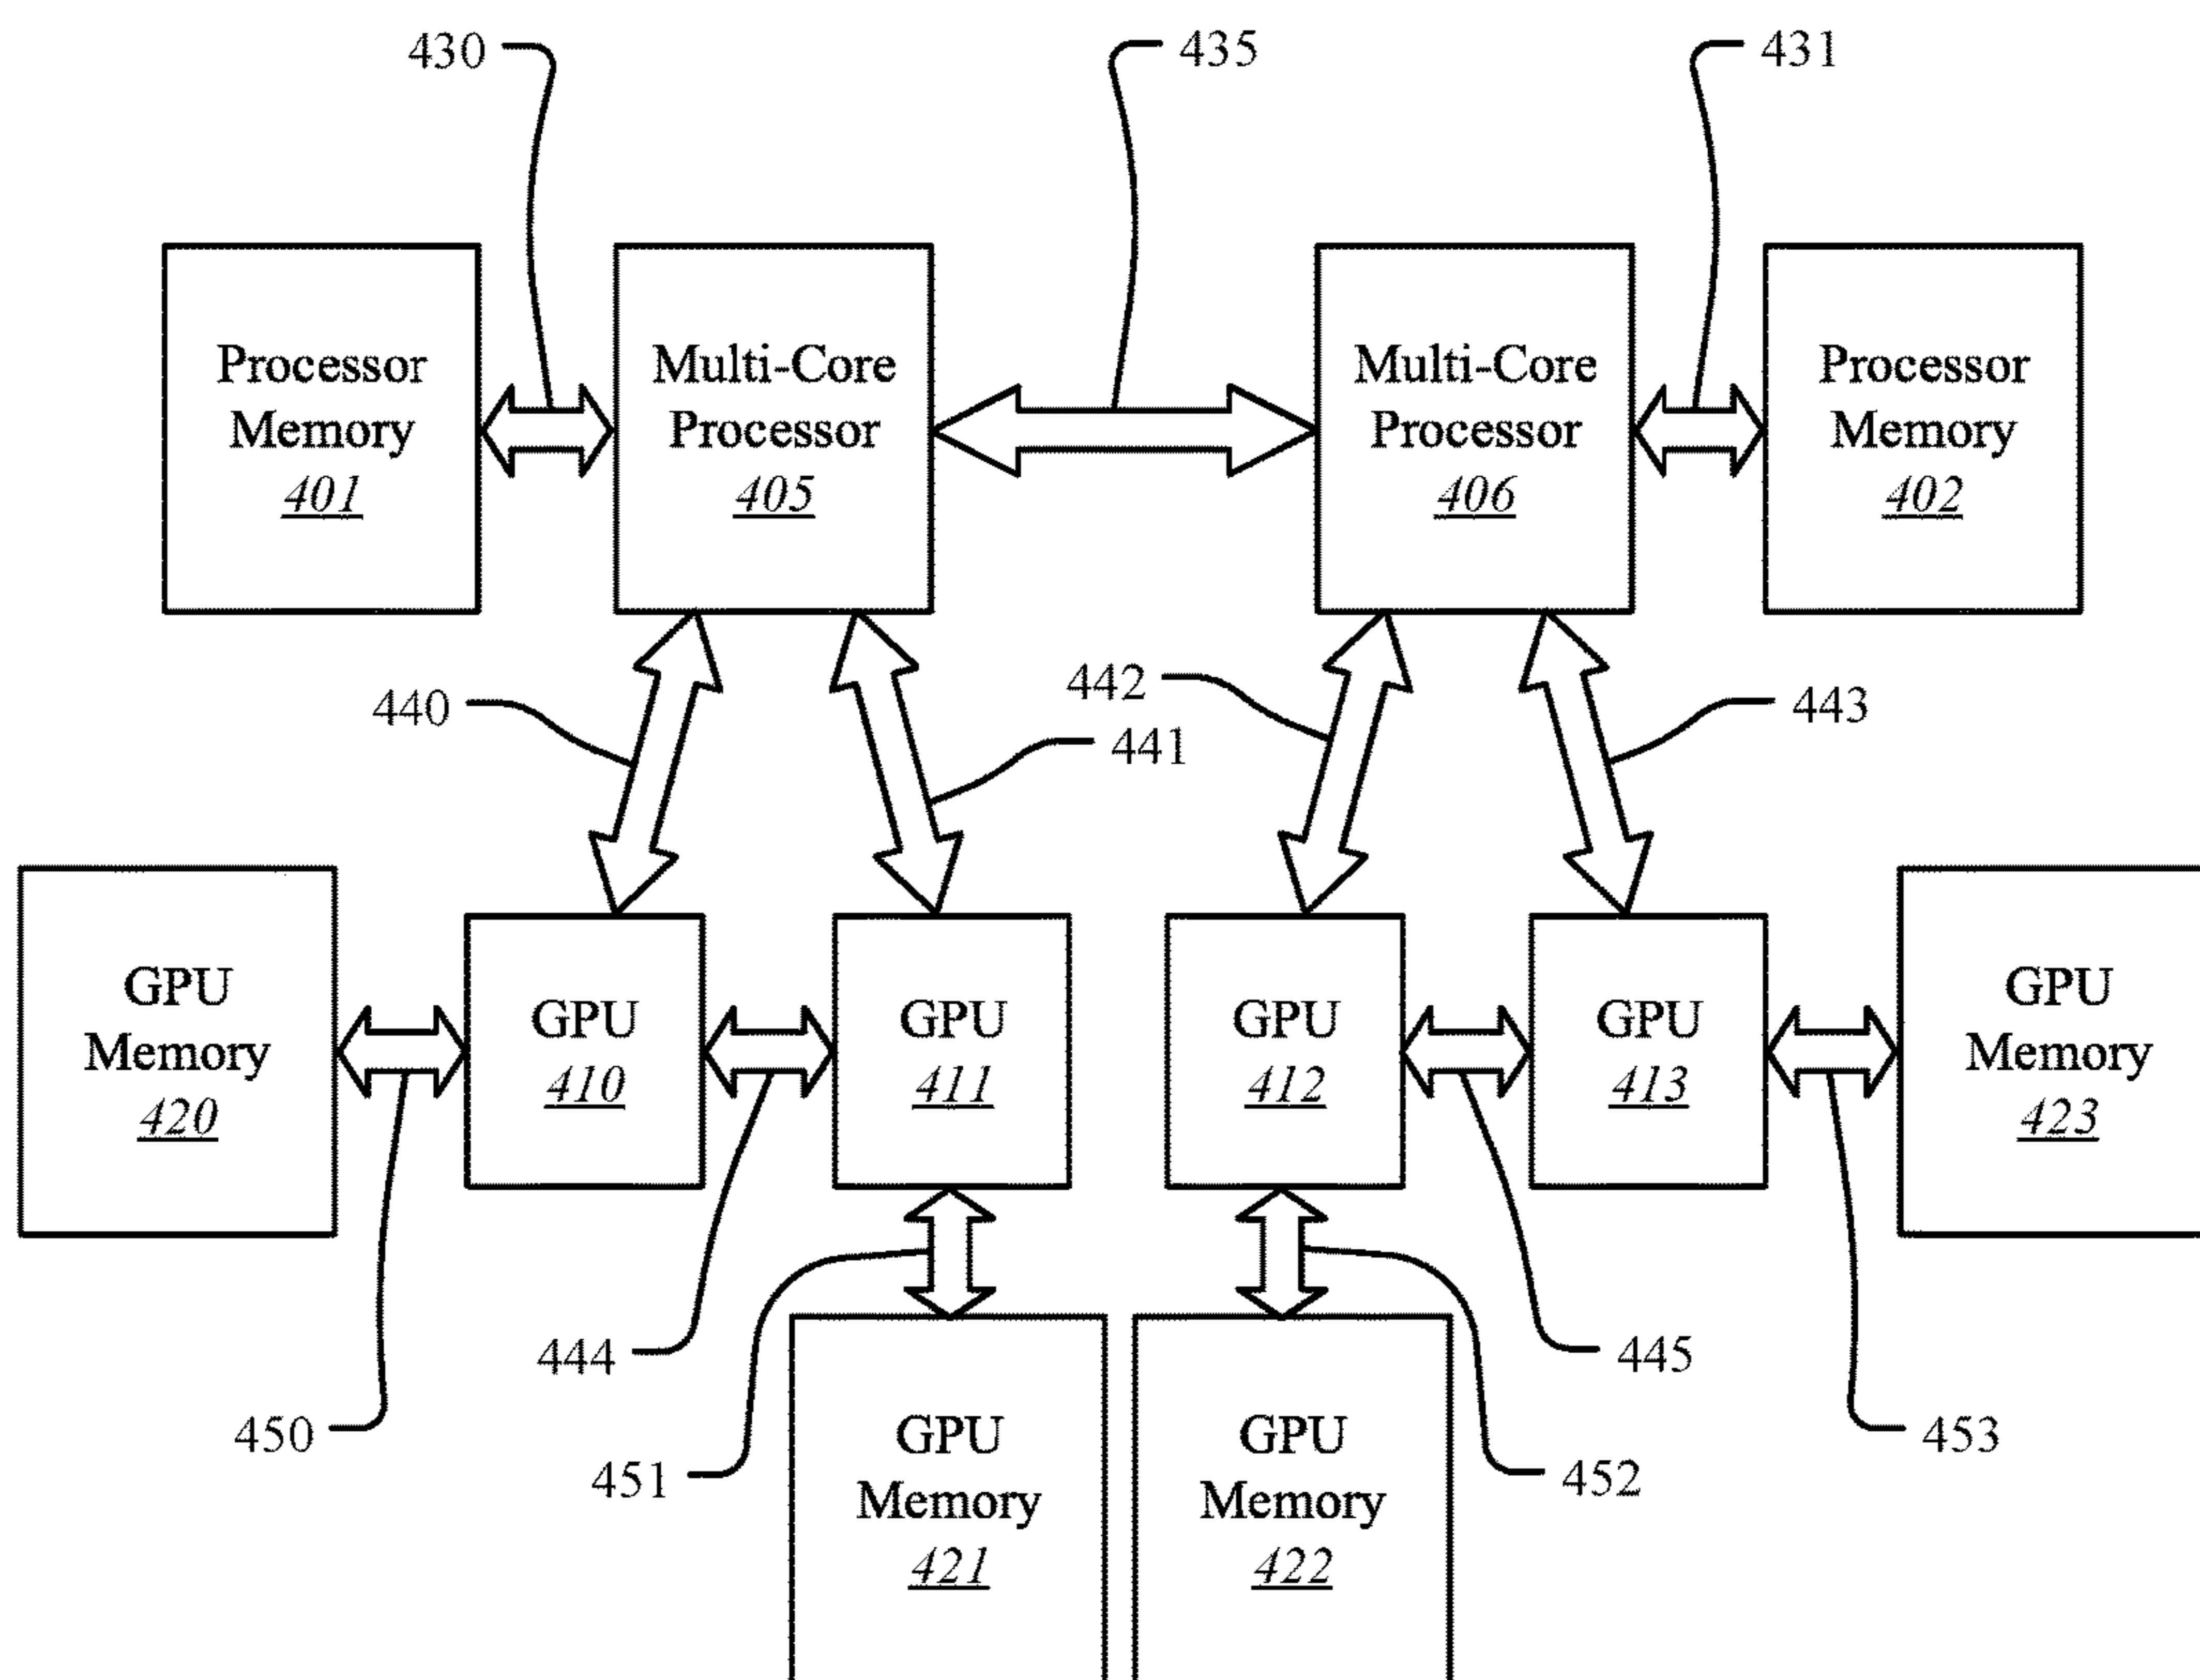 430
435
431
Processor
Memory
401
Multi-Core
Processor
405
Multi-Core
Processor
406
Processor
Memory
402
440
441
442
443
GPU
Memory
420
GPU
410
GPU
411
GPU
412
GPU
413
GPU
Memory
423
450
444
451
445
452
453
GPU
Memory
421
GPU
Memory
422